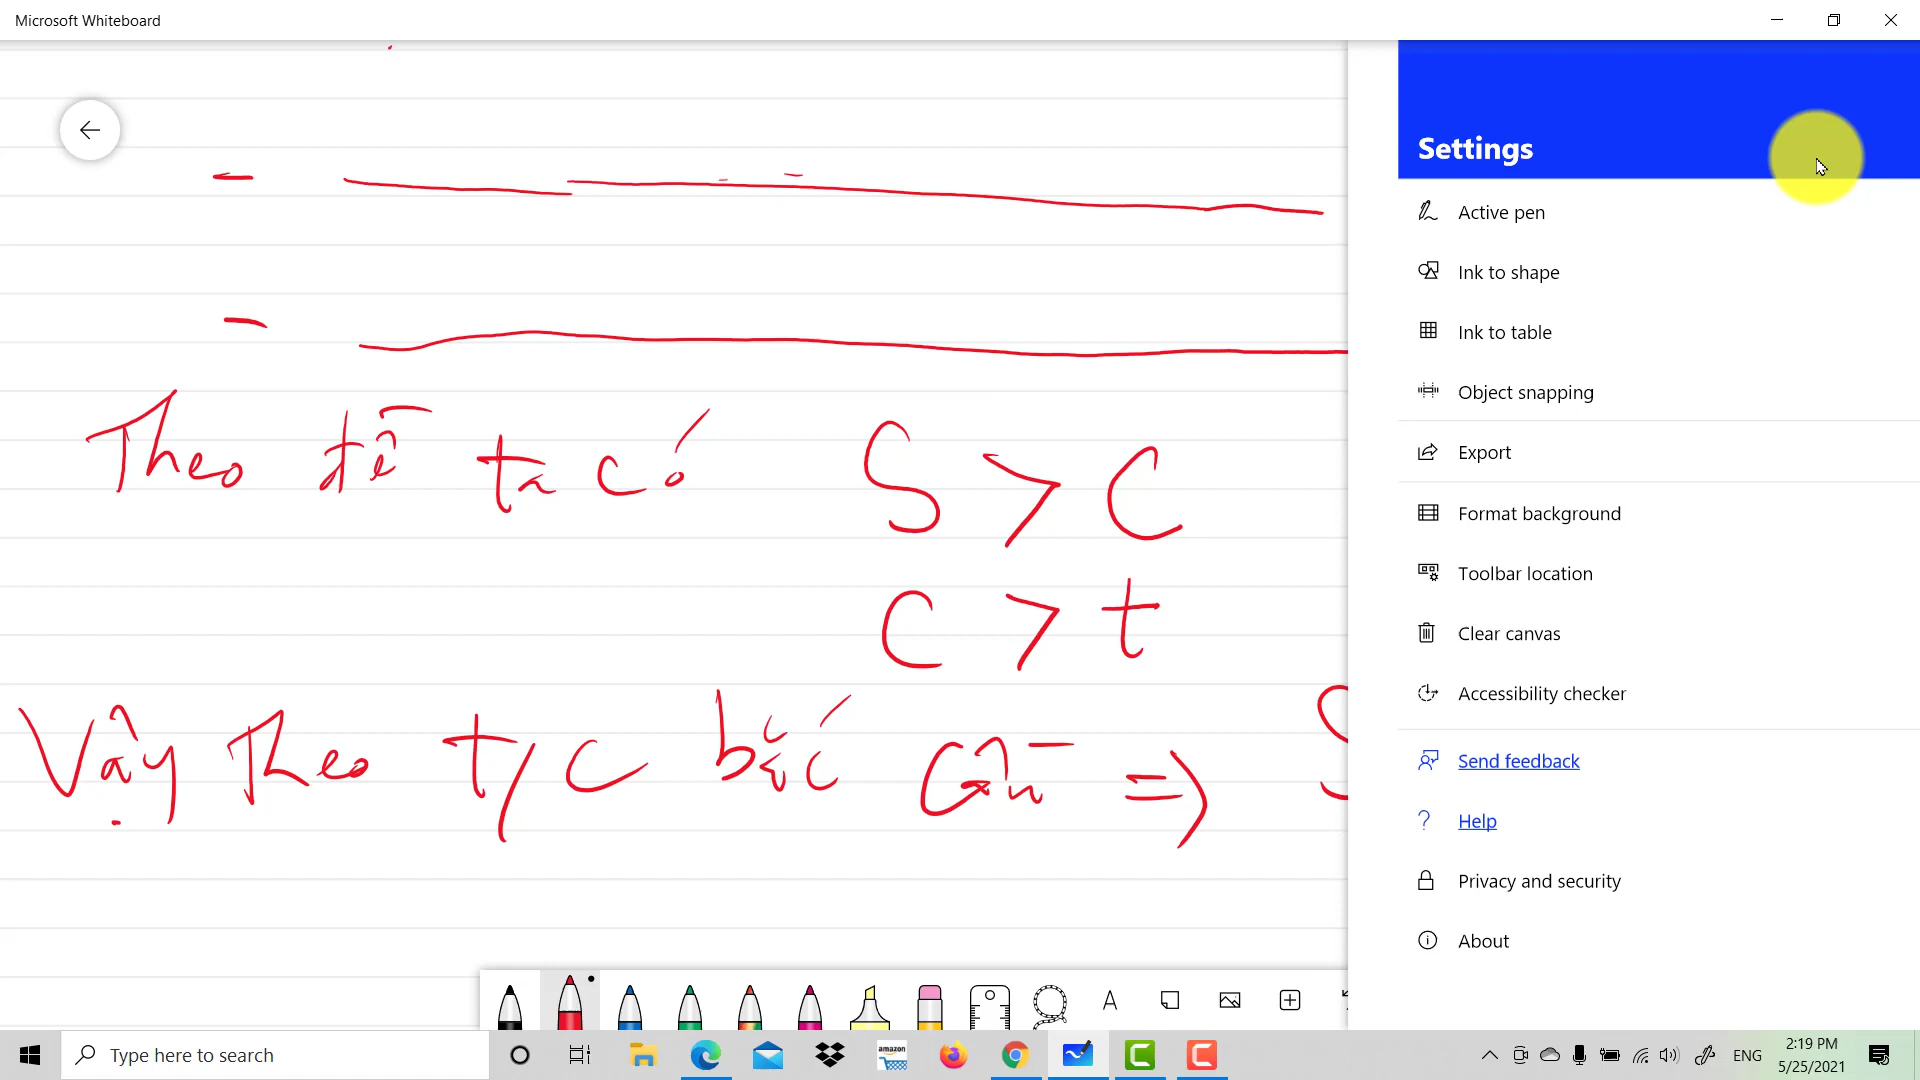 Microsoft Whiteboard
Theo đề ta có S > C
C > t
Vậy Theo t/c bắc Cầu => S
Settings
Active pen
Ink to shape
Ink to table
Object snapping
Export
Format background
Toolbar location
Clear canvas
Accessibility checker
Send feedback
Help
Privacy and security
About
Type here to search
amazon
ENG
2:19 PM
5/25/2021